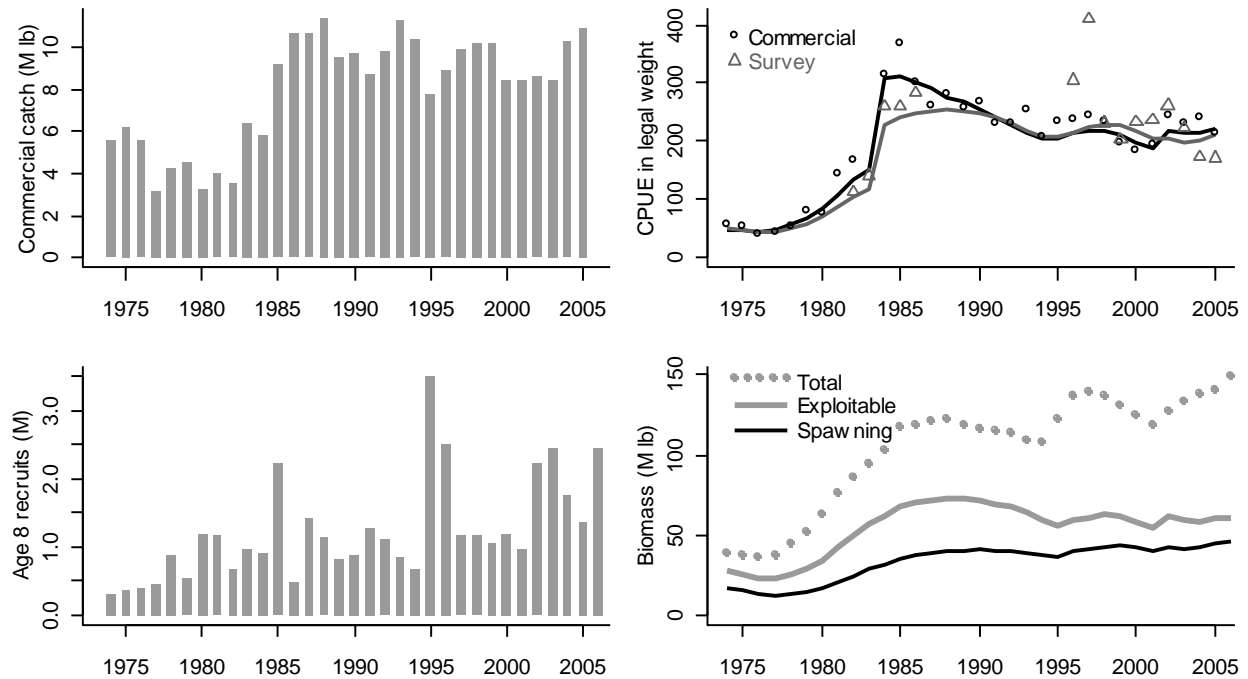 Commercial catch (M lb)
0 2 4 6 8 10
1975 1980 1985 1990 1995 2000 2005
CPUE in legal weight
0 100 200 300 400
Commercial
Survey
1975 1980 1985 1990 1995 2000 2005
Age 8 recruits (M)
0.0 1.0 2.0 3.0
1975 1980 1985 1990 1995 2000 2005
Biomass (M lb)
0 50 100 150
Total
Exploitable
Spawning
1975 1980 1985 1990 1995 2000 2005